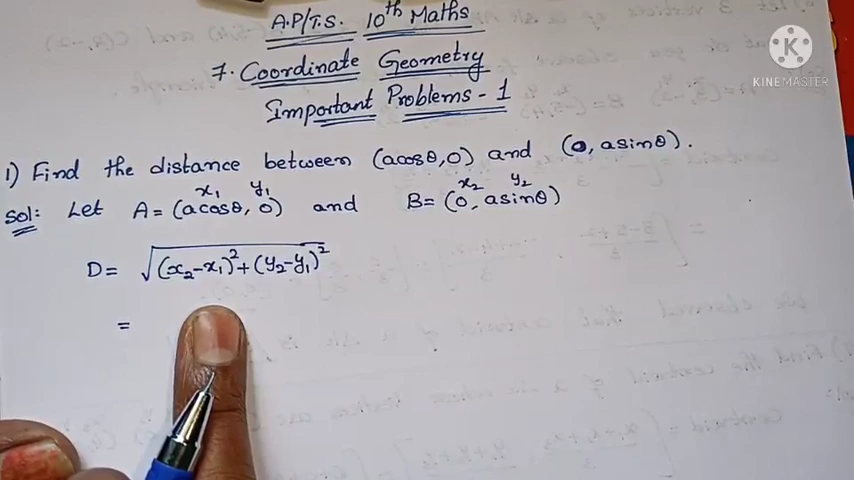 A.P/T.S. 10th Maths
7. Coordinate Geometry
Important Problems - 1
K
KINEMASTER
1) Find the distance between (acosθ, 0) and (0, asinθ).
x₁ y₁ x₂ y₂
Sol: Let A = (acosθ, 0) and B = (0, asinθ)
D = √(x₂-x₁)²+(y₂-y₁)²
=